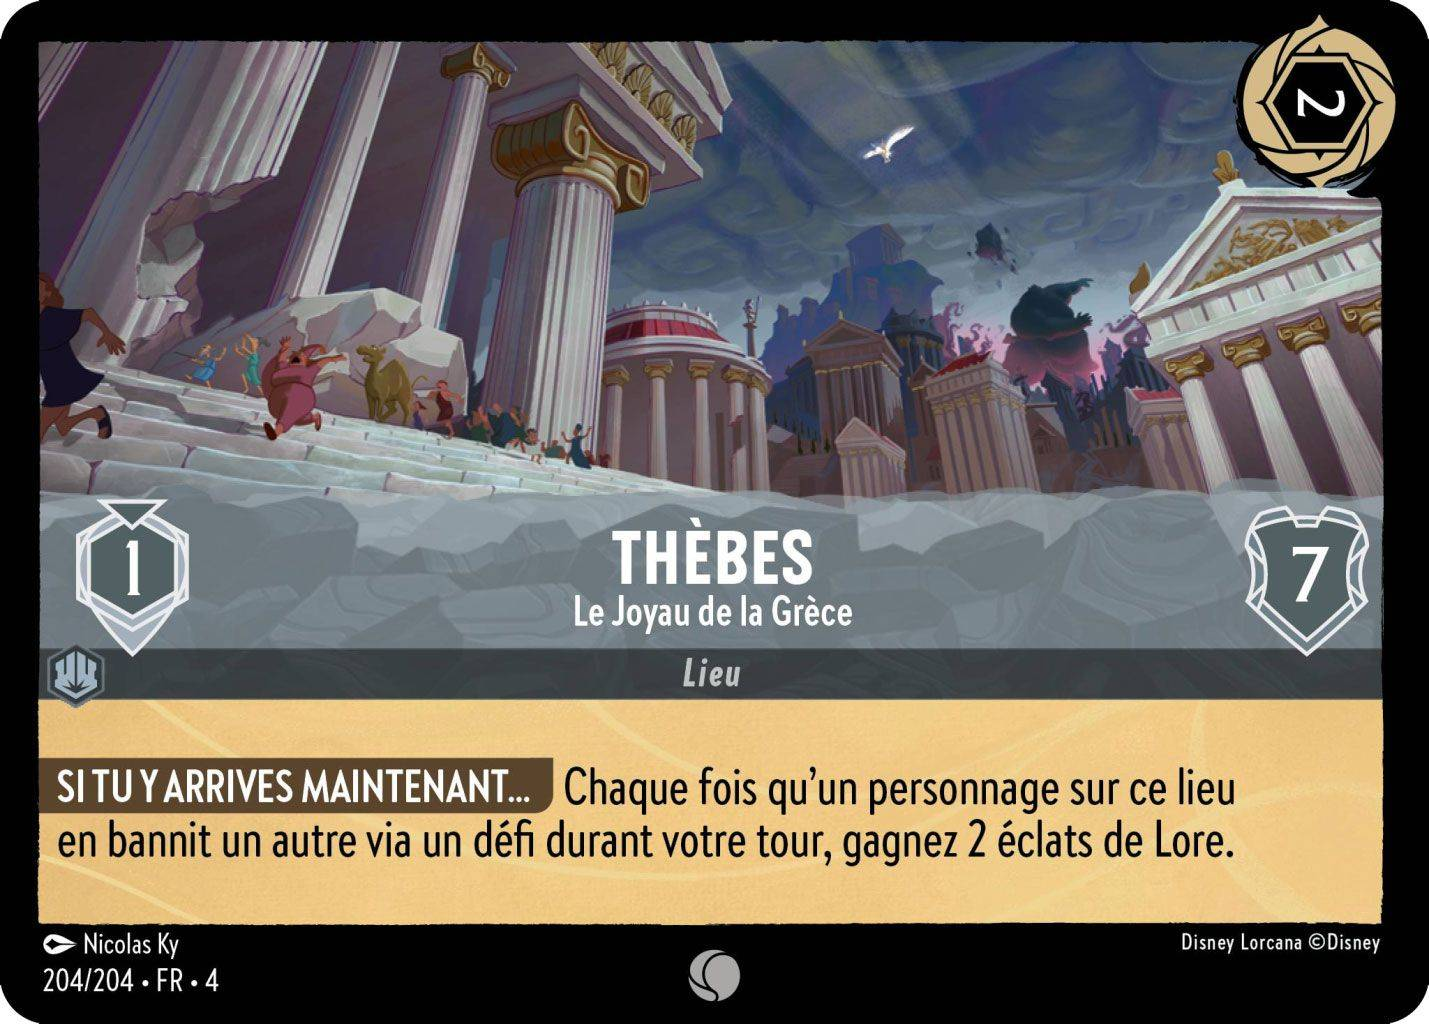 2
1
THÈBES
7
Le Joyau de la Grèce
Lieu
SI TU Y ARRIVES MAINTENANT... Chaque fois qu'un personnage sur ce lieu
en bannit un autre via un défi durant votre tour, gagnez 2 éclats de Lore.
Nicolas Ky
Disney Lorcana ©Disney
204/204 • FR • 4